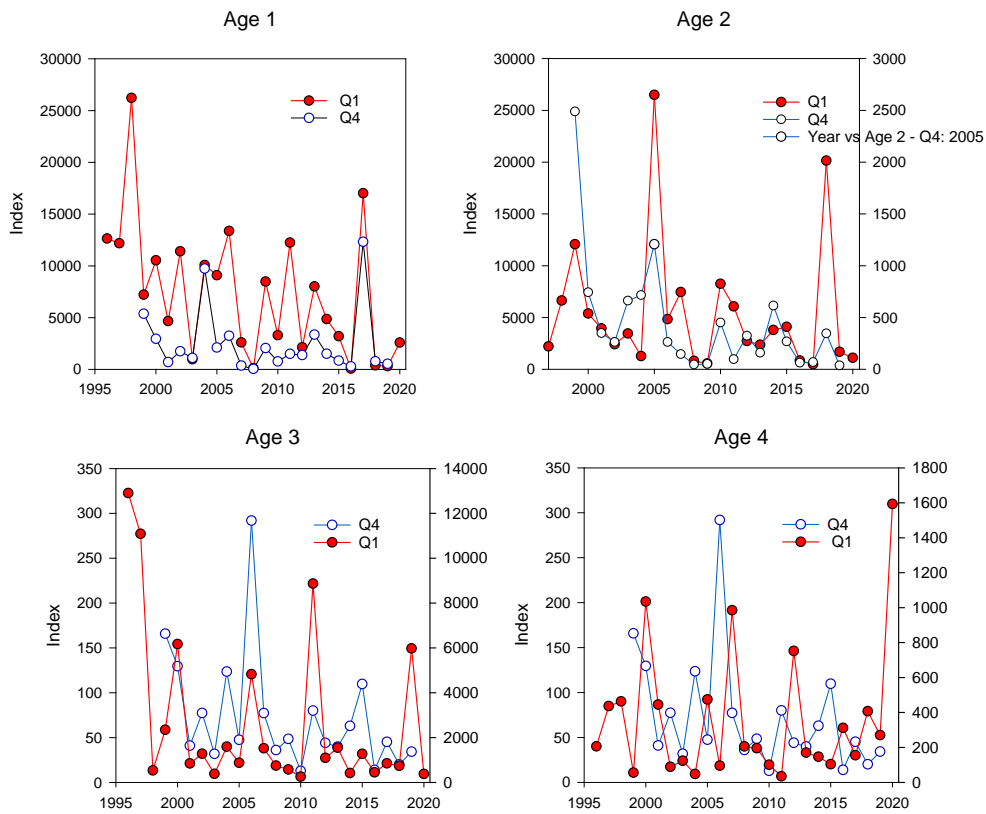 Age 1
30000
25000
20000
15000
10000
5000
0
Index
Q1
Q4
1995 2000 2005 2010 2015 2020
Age 2
30000 3000
25000 2500
20000 2000
15000 1500
10000 1000
5000 500
0 0
Index
Q1
Q4
Year vs Age 2 - Q4: 2005
2000 2005 2010 2015 2020
Age 3
350
300
250
200
150
100
50
0
Index
Q4
Q1
14000
12000
10000
8000
6000
4000
2000
0
1995 2000 2005 2010 2015 2020
Age 4
350
300
250
200
150
100
50
0
Index
Q4
Q1
1800
1600
1400
1200
1000
800
600
400
200
0
1995 2000 2005 2010 2015 2020